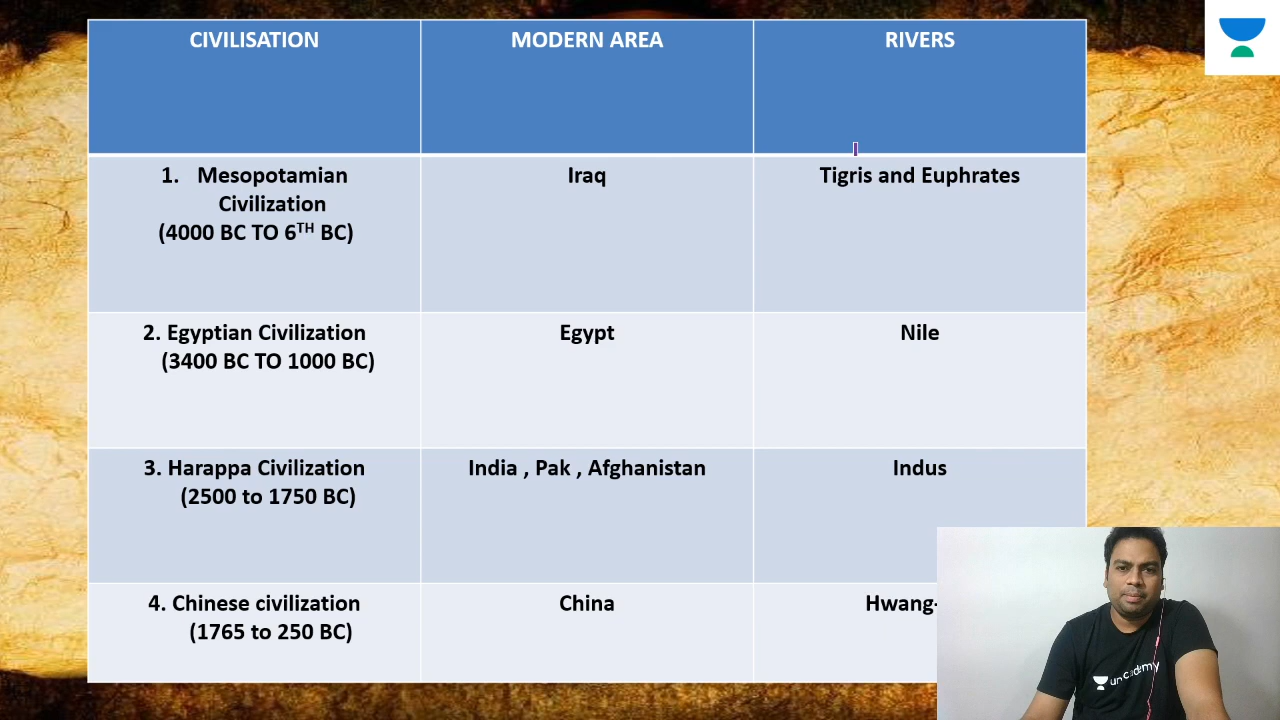 CIVILISATION
MODERN AREA
RIVERS
1. Mesopotamian
Civilization
(4000 BC TO 6TH BC)
Iraq
Tigris and Euphrates
2. Egyptian Civilization
(3400 BC TO 1000 BC)
Egypt
Nile
3. Harappa Civilization
(2500 to 1750 BC)
India , Pak , Afghanistan
Indus
4. Chinese civilization
(1765 to 250 BC)
China
Hwang-
unacademy